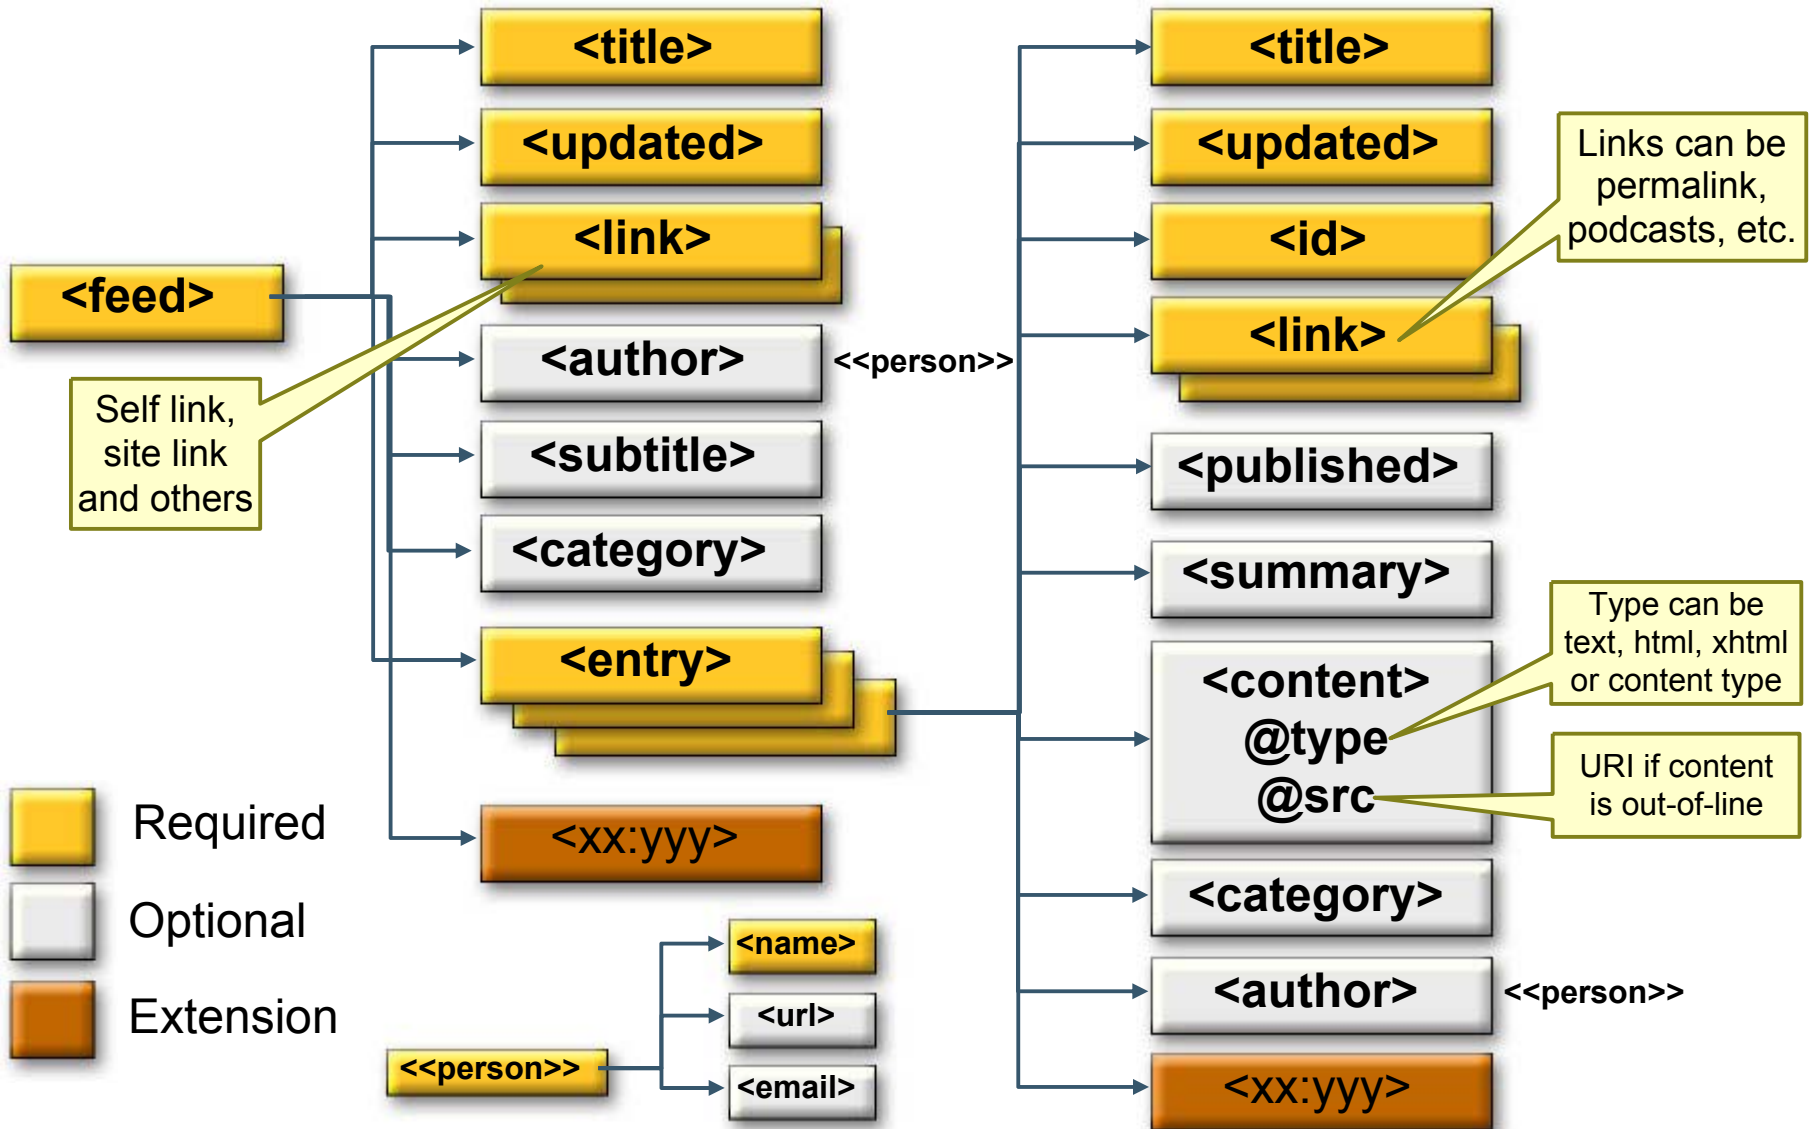 <feed>
Self link,
site link
and others
<title>
<updated>
<link>
<author>
<<person>>
<subtitle>
<category>
<entry>
<xx:yyy>
<title>
<updated>
<id>
<link>
Links can be
permalink,
podcasts, etc.
<published>
<summary>
<content>
@type
@src
Type can be
text, html, xhtml
or content type
URI if content
is out-of-line
<category>
<author>
<<person>>
<xx:yyy>
Required
Optional
Extension
<<person>>
<name>
<url>
<email>